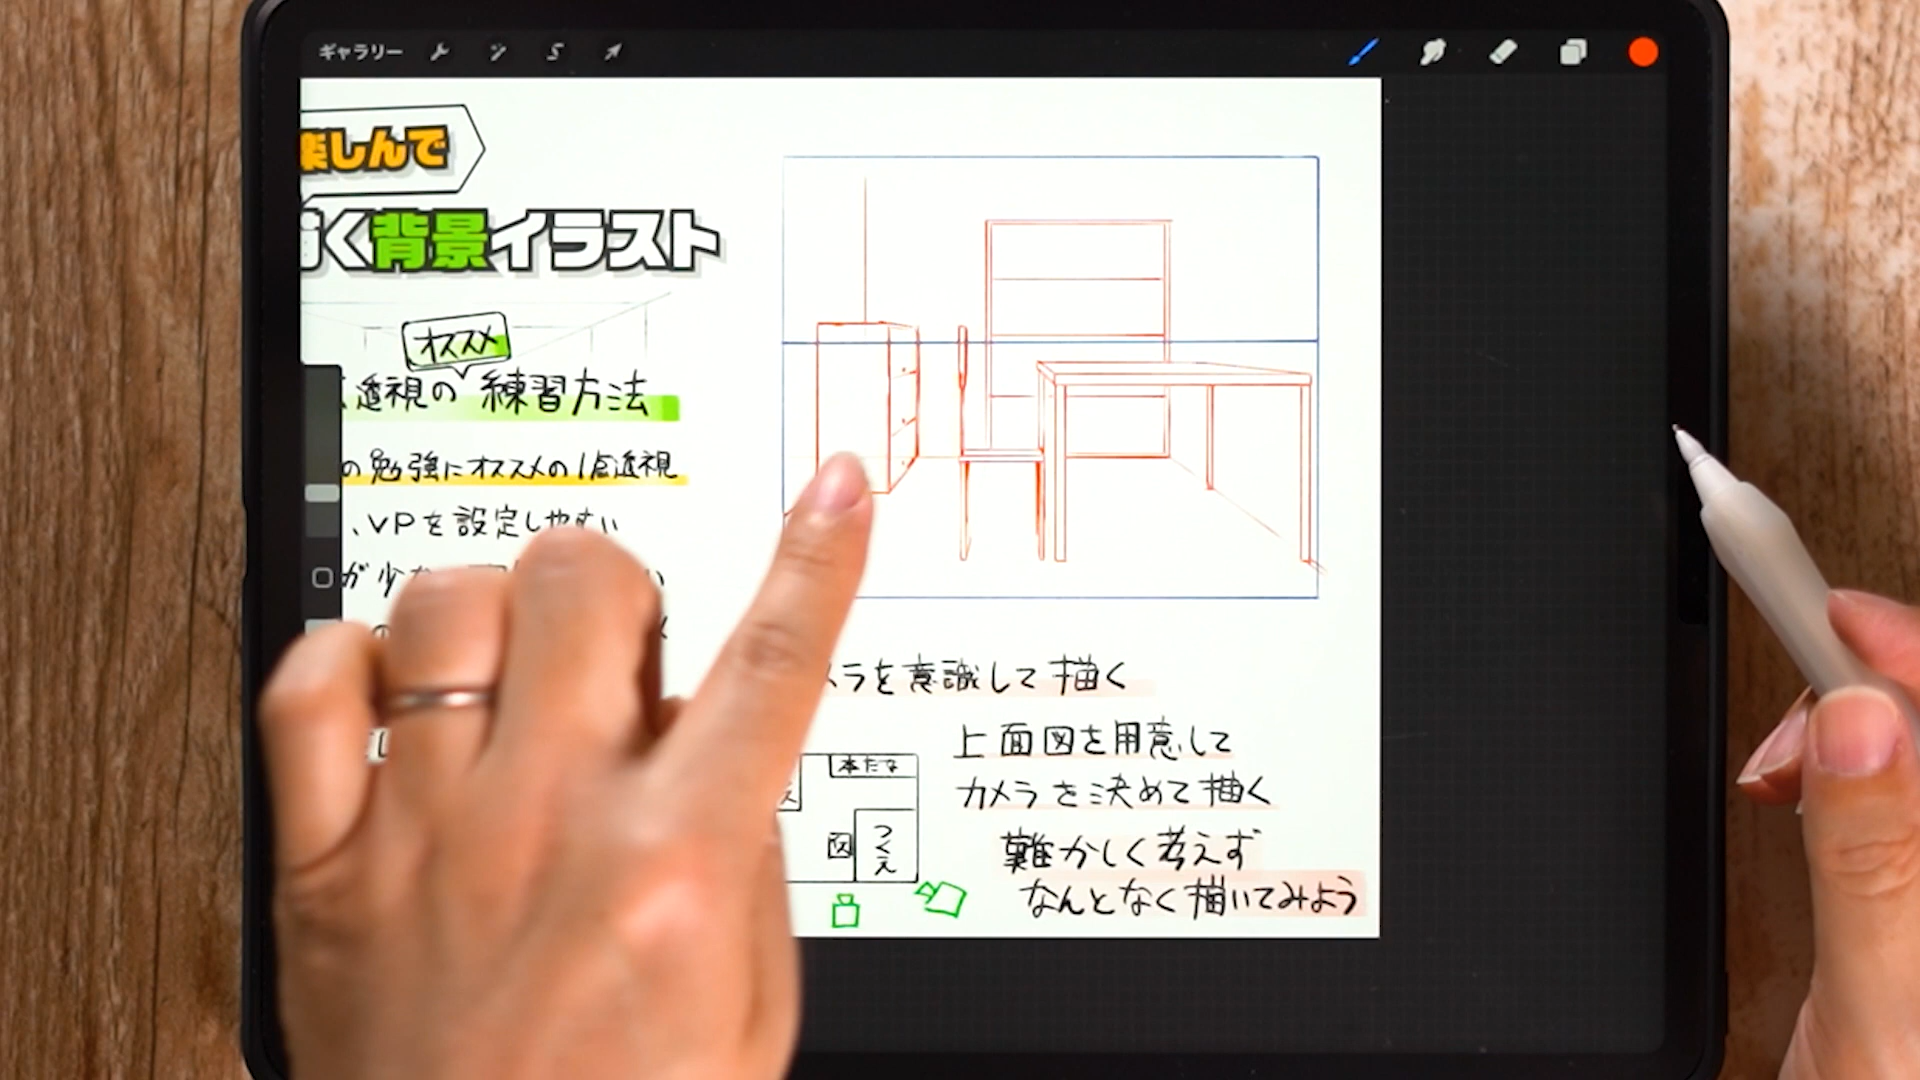 ギャラリー
楽しんで
く背景イラスト
オススメ
透視の練習方法
の勉強にオススメの1点透視
、VPを設定しやすい
が少
メラを意識して描く
上面図を用意して
カメラを決めて描く
難かしく考えず
なんとなく描いてみよう
本だな
つくえ